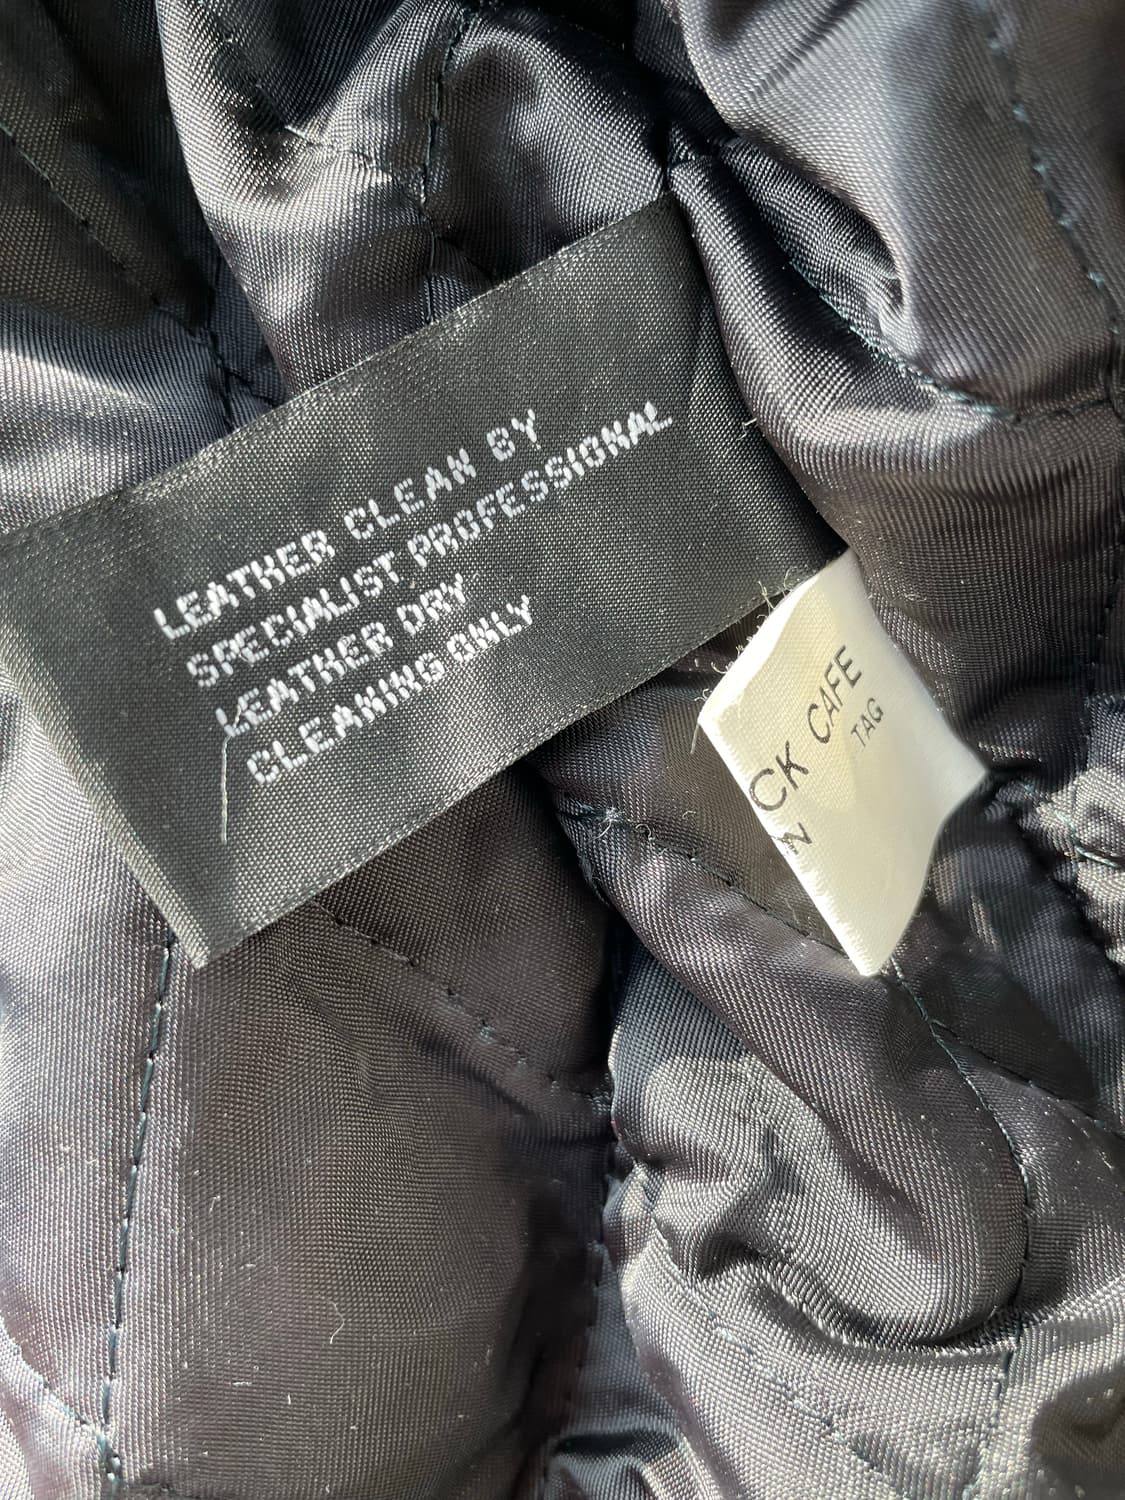 LEATHER CLEAN BY
SPECIALIST PROFESSIONAL
LEATHER DRY
CLEANING ONLY
CK CAFE
TAG
N